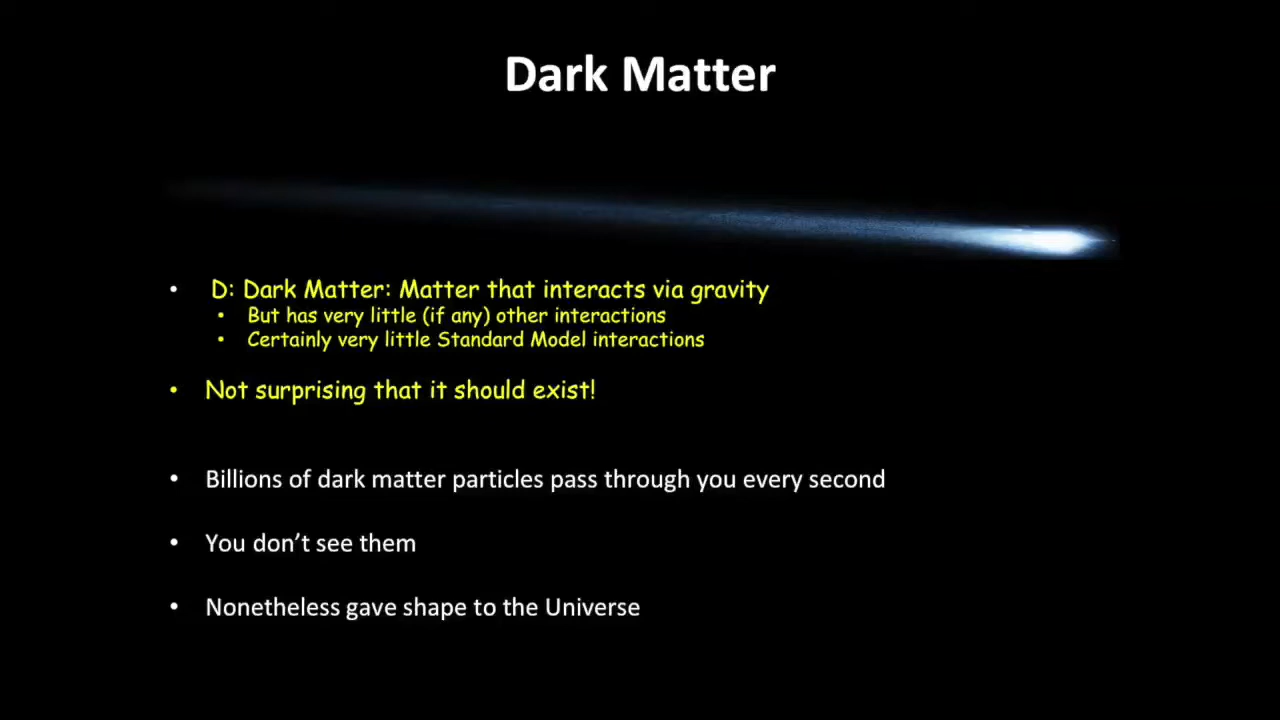 Dark Matter
• D: Dark Matter: Matter that interacts via gravity
• But has very little (if any) other interactions
• Certainly very little Standard Model interactions
• Not surprising that it should exist!
• Billions of dark matter particles pass through you every second
• You don’t see them
• Nonetheless gave shape to the Universe